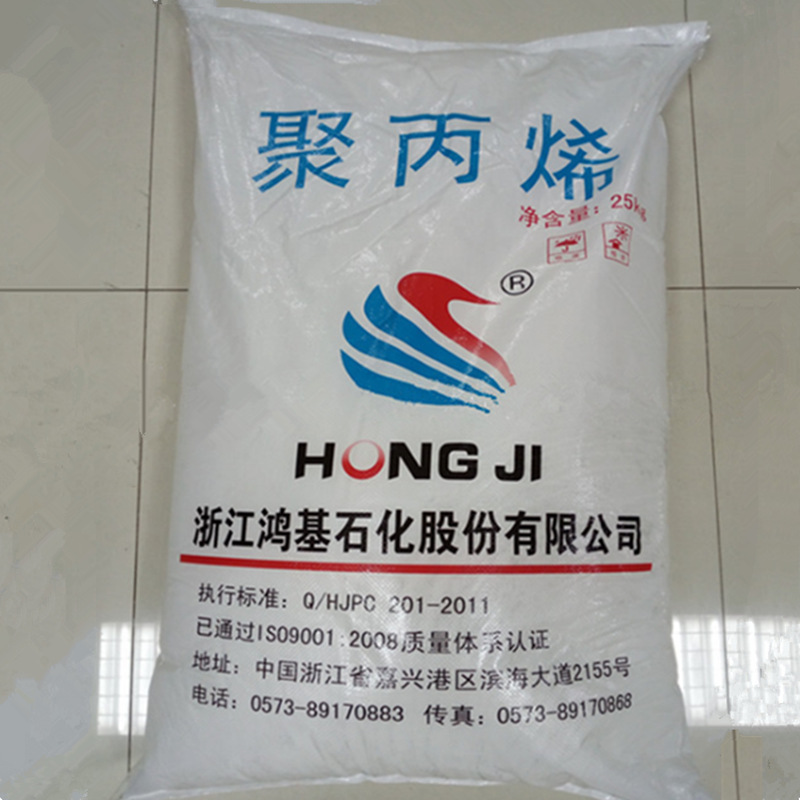 聚丙烯
净含量：25kg
®
HONG JI
浙江鸿基石化股份有限公司
执行标准：Q/HJPC 201-2011
已通过ISO9001:2008质量体系认证
地址：中国浙江省嘉兴港区滨海大道2155号
电话：0573-89170883 传真：0573-89170868